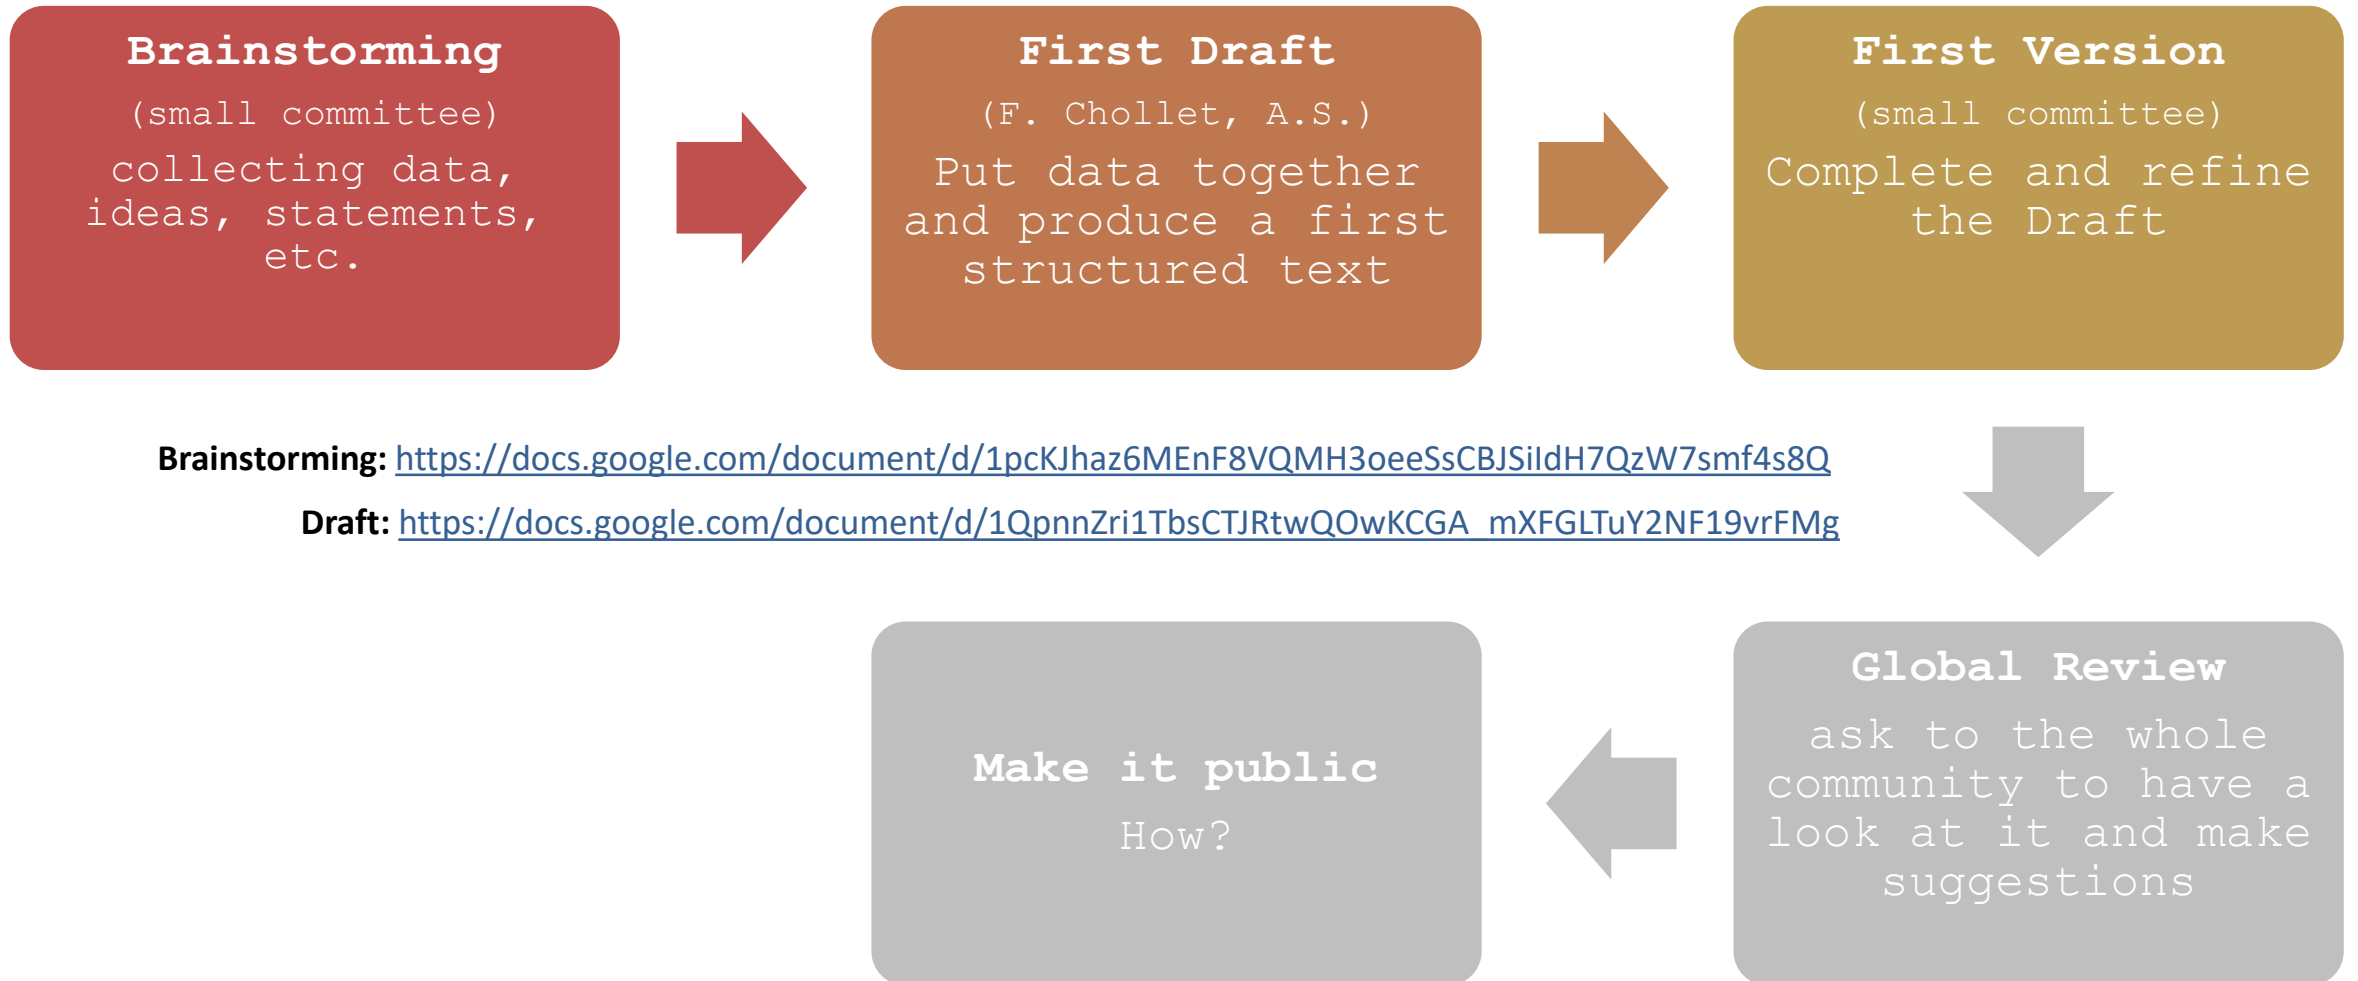 Brainstorming
(small committee)
collecting data,
ideas, statements,
etc.
First Draft
(F. Chollet, A.S.)
Put data together
and produce a first
structured text
First Version
(small committee)
Complete and refine
the Draft
Brainstorming: https://docs.google.com/document/d/1pcKJhaz6MEnF8VQMH3oeeSsCBJSiIdH7QzW7smf4s8Q
Draft: https://docs.google.com/document/d/1QpnnZri1TbsCTJRtwQOwKCGA_mXFGLTuY2NF19vrFMg
Global Review
ask to the whole
community to have a
look at it and make
suggestions
Make it public
How?